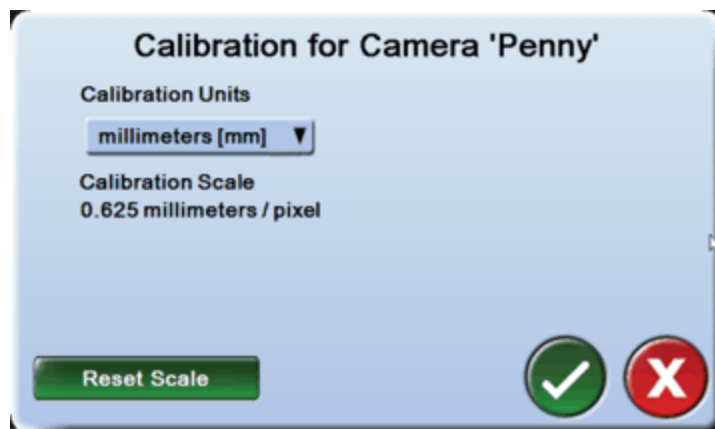 Calibration for Camera 'Penny'
Calibration Units
millimeters [mm]
Calibration Scale
0.625 millimeters / pixel
Reset Scale